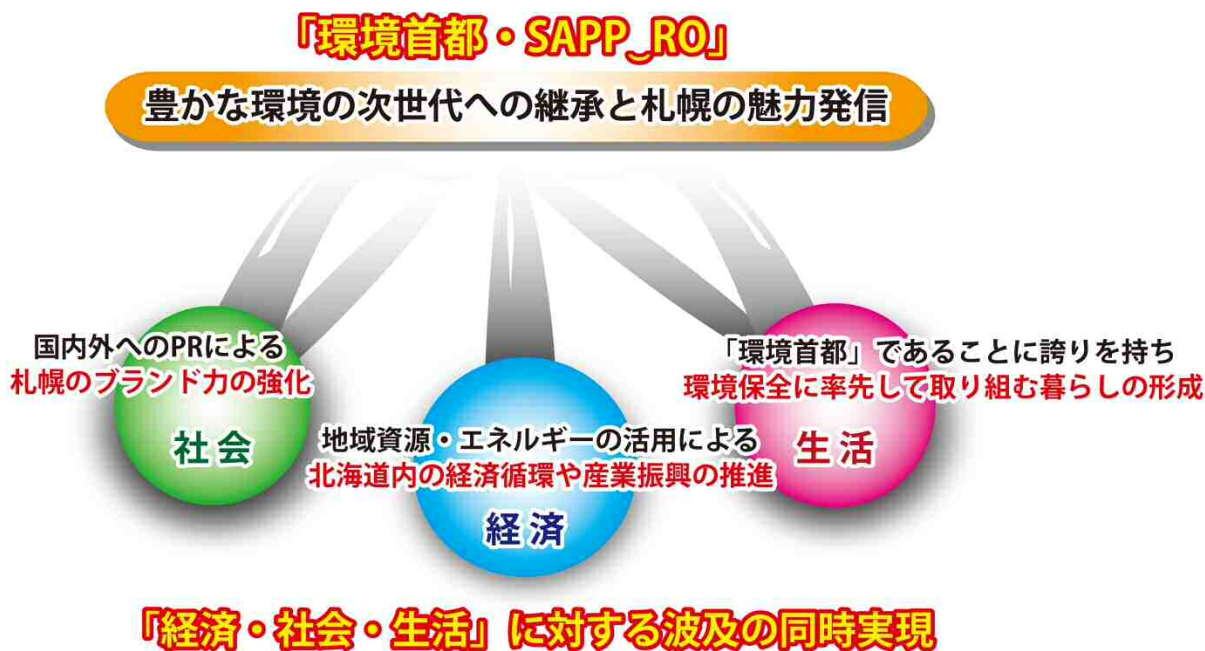 「環境首都・SAPP‿RO」
豊かな環境の次世代への継承と札幌の魅力発信
国内外へのPRによる
札幌のブランド力の強化
社会
地域資源・エネルギーの活用による
北海道内の経済循環や産業振興の推進
経済
「環境首都」であることに誇りを持ち
環境保全に率先して取り組む暮らしの形成
生活
「経済・社会・生活」に対する波及の同時実現